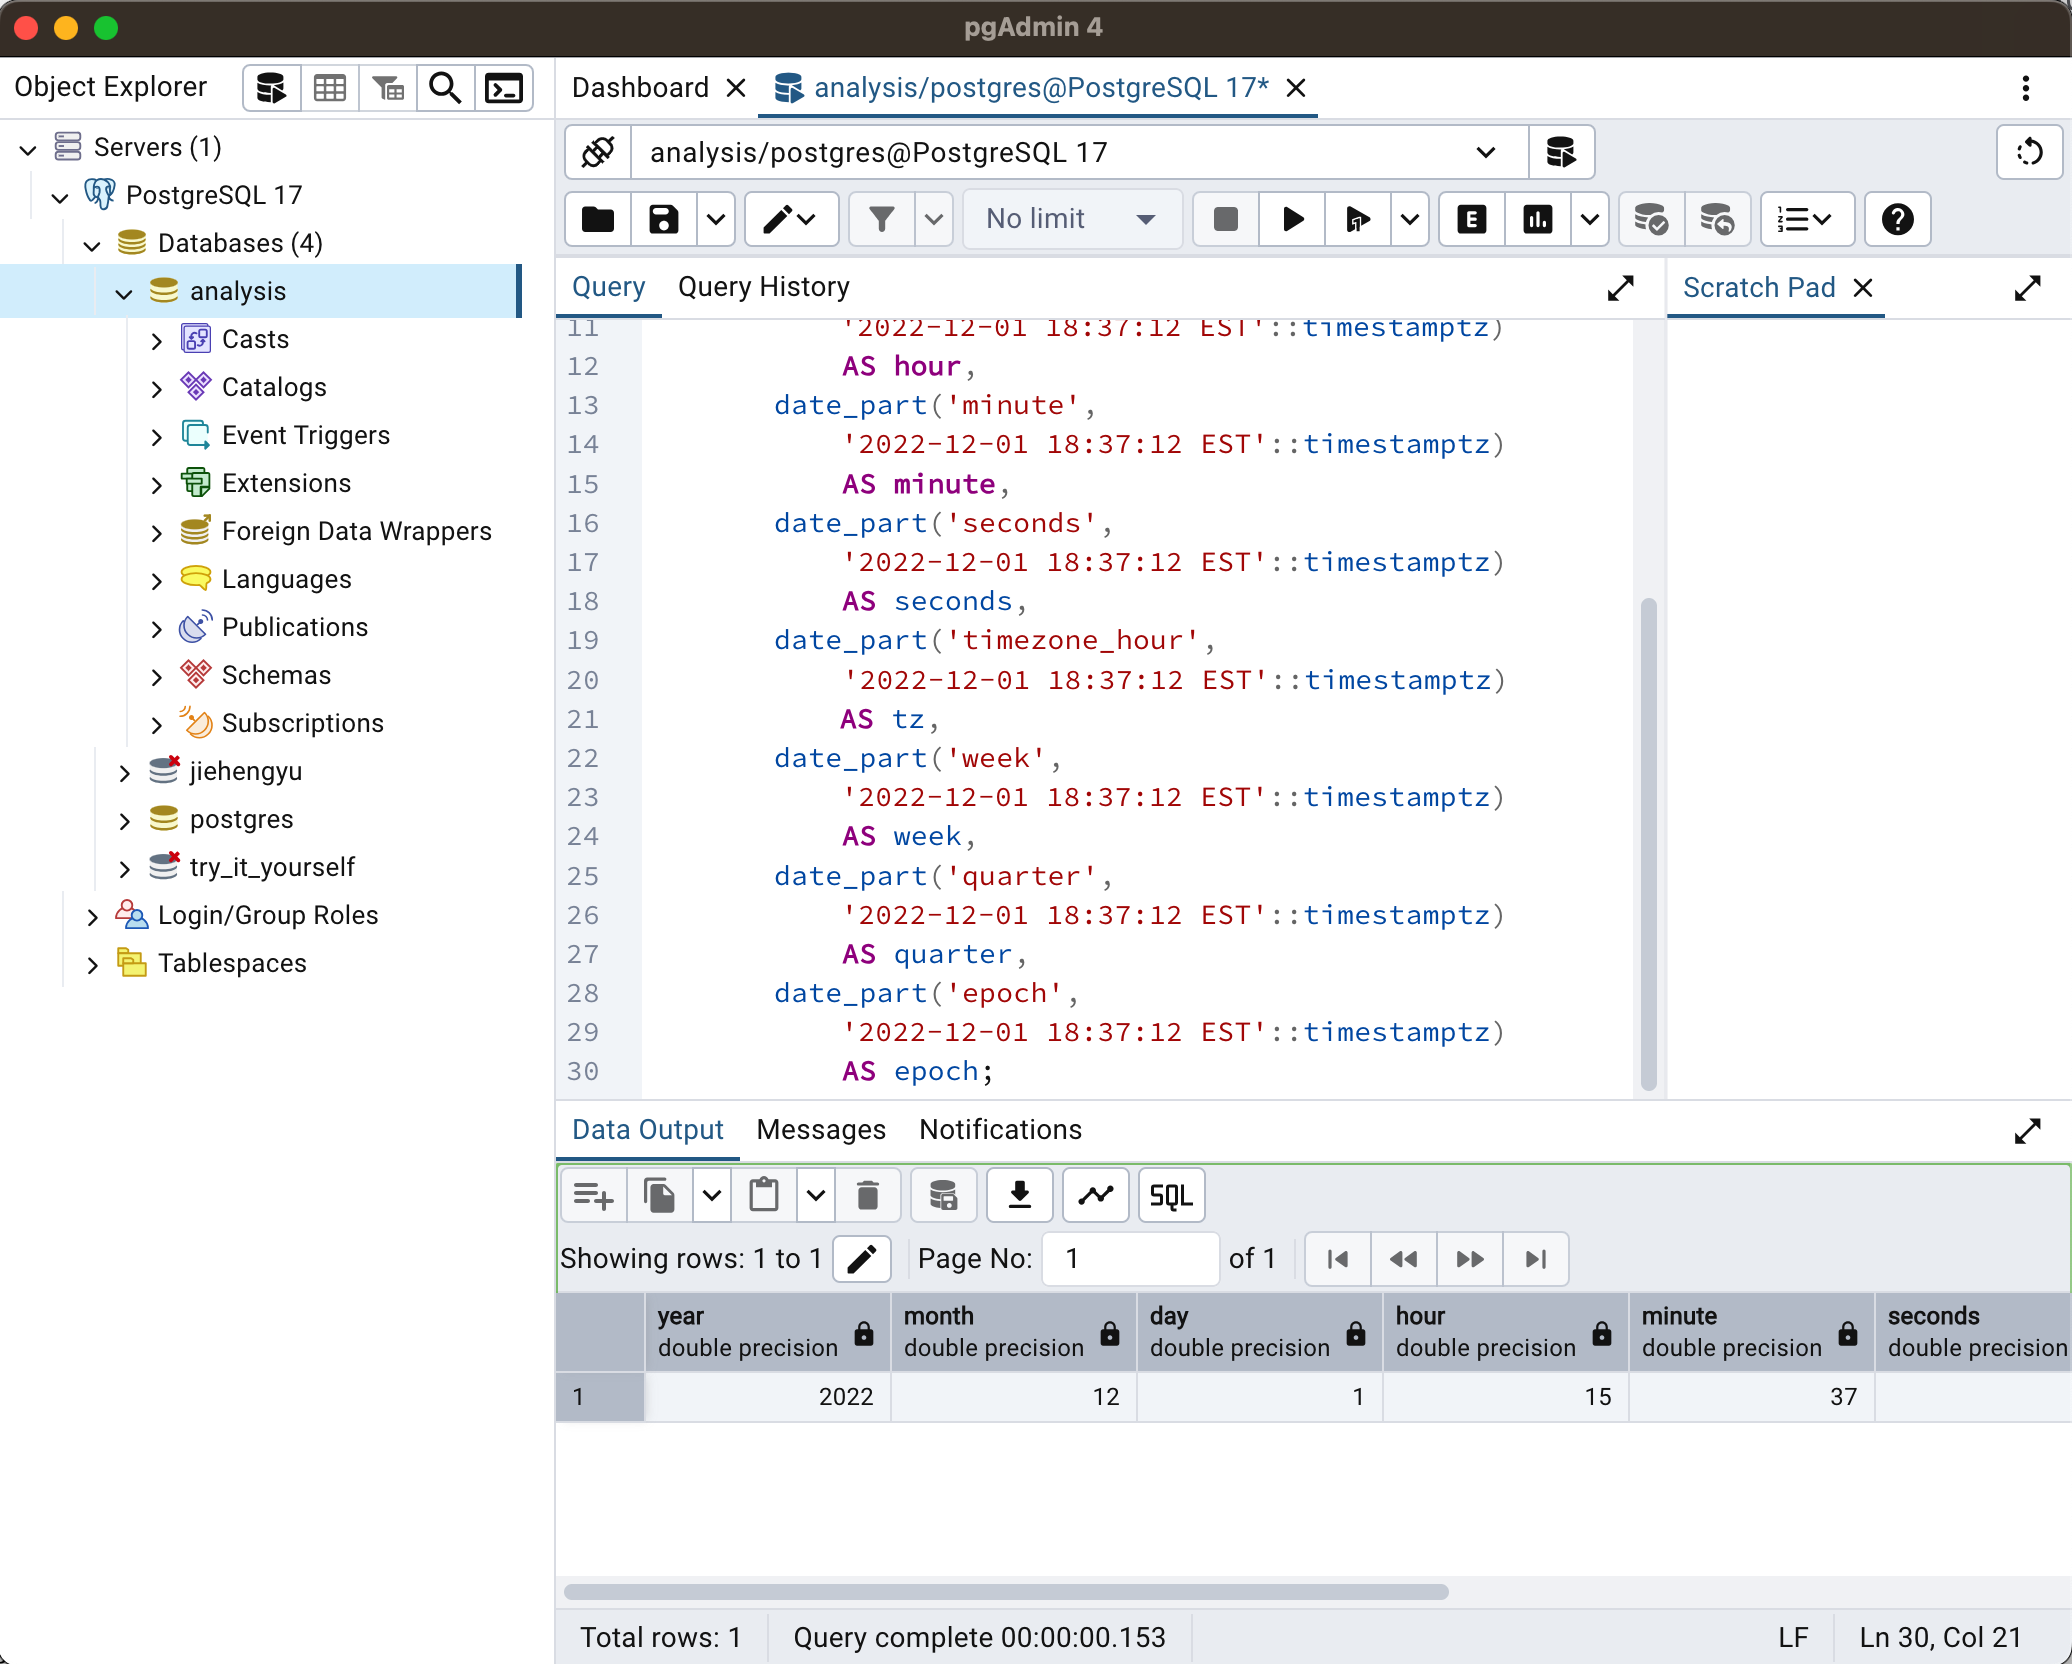 pgAdmin 4
Object Explorer
Dashboard
analysis/postgres@PostgreSQL 17*
Servers (1)
PostgreSQL 17
Databases (4)
analysis
Casts
Catalogs
Event Triggers
Extensions
Foreign Data Wrappers
Languages
Publications
Schemas
Subscriptions
jiehengyu
postgres
try_it_yourself
Login/Group Roles
Tablespaces
analysis/postgres@PostgreSQL 17
No limit
E
Query
Query History
Scratch Pad
11 '2022-12-01 18:37:12 EST'::timestamptz)
12 AS hour,
13 date_part('minute',
14 '2022-12-01 18:37:12 EST'::timestamptz)
15 AS minute,
16 date_part('seconds',
17 '2022-12-01 18:37:12 EST'::timestamptz)
18 AS seconds,
19 date_part('timezone_hour',
20 '2022-12-01 18:37:12 EST'::timestamptz)
21 AS tz,
22 date_part('week',
23 '2022-12-01 18:37:12 EST'::timestamptz)
24 AS week,
25 date_part('quarter',
26 '2022-12-01 18:37:12 EST'::timestamptz)
27 AS quarter,
28 date_part('epoch',
29 '2022-12-01 18:37:12 EST'::timestamptz)
30 AS epoch;
Data Output
Messages
Notifications
SQL
Showing rows: 1 to 1
Page No: 1 of 1
year month day hour minute seconds
double precision double precision double precision double precision double precision double precision
1 2022 12 1 15 37
Total rows: 1
Query complete 00:00:00.153
LF
Ln 30, Col 21